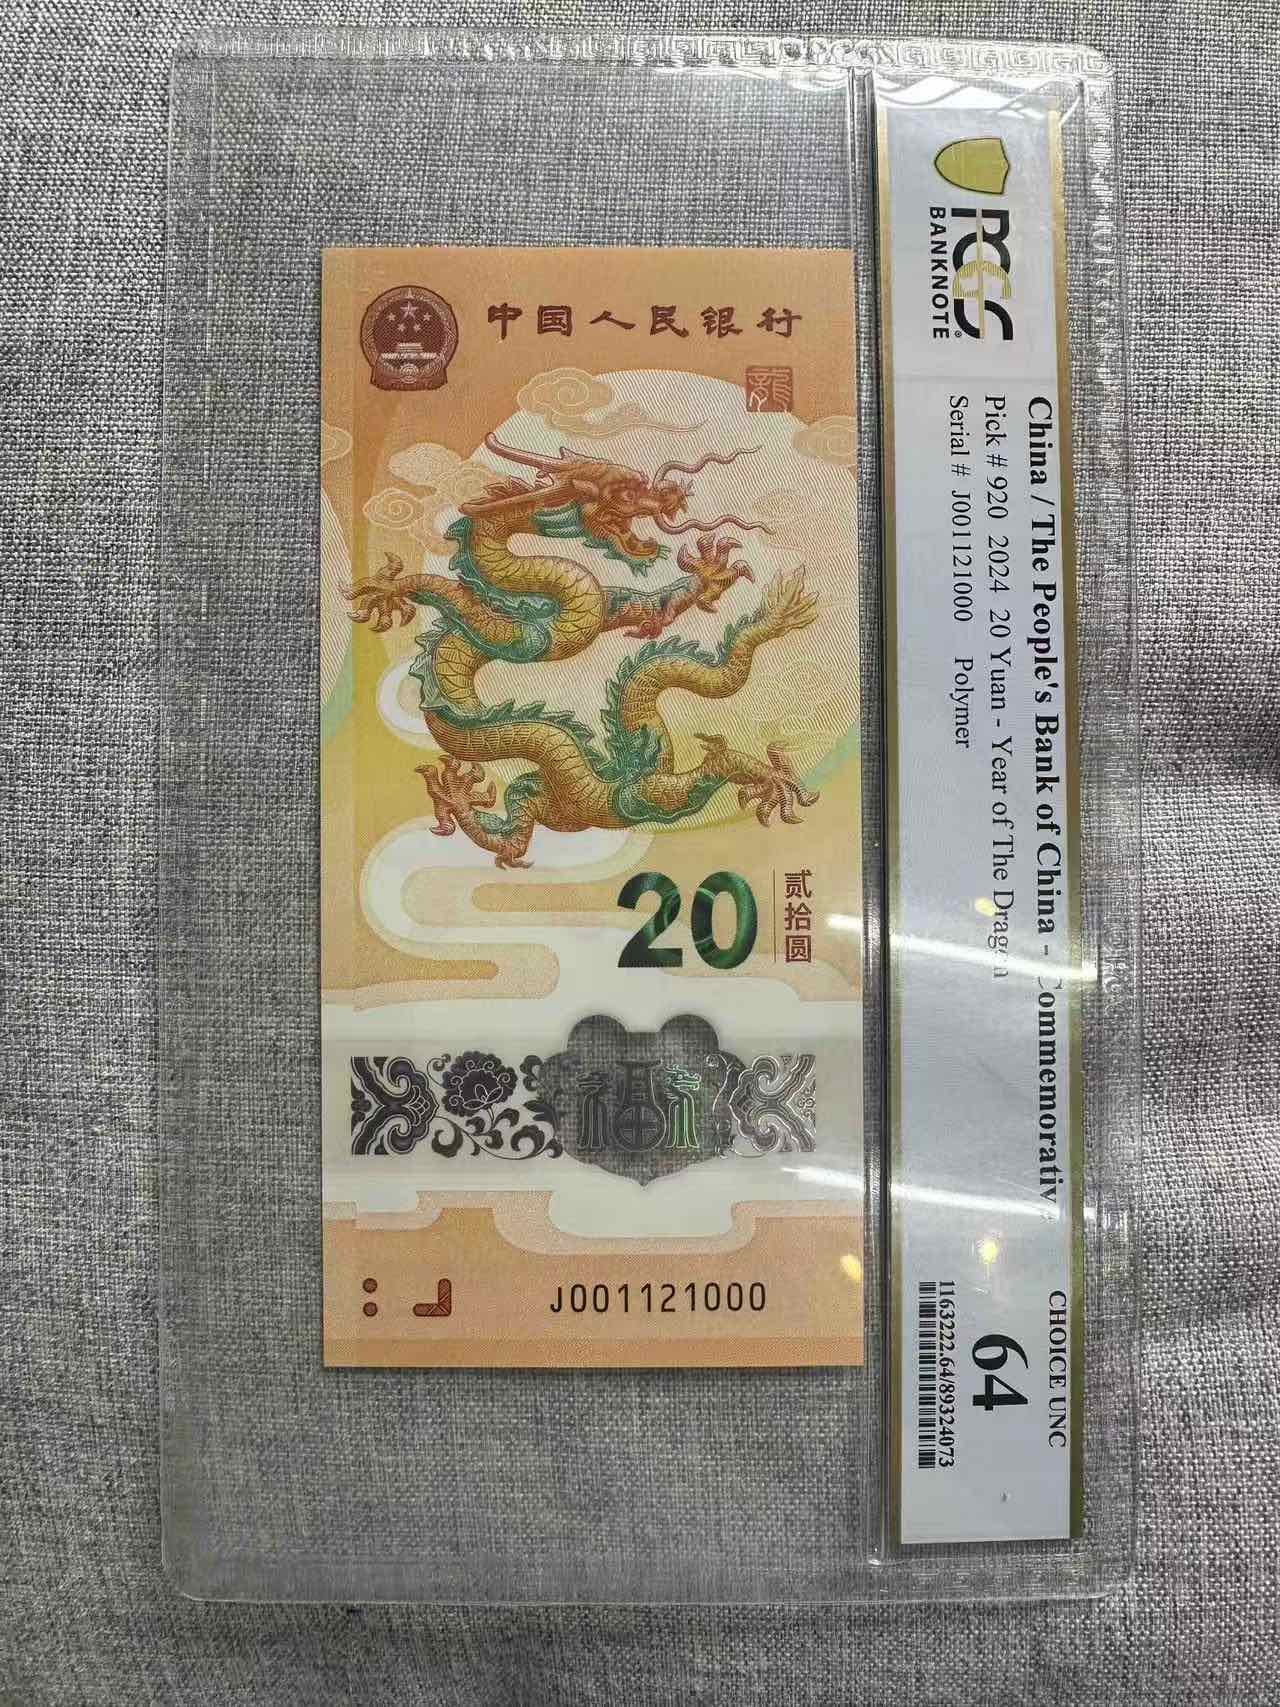 中国人民银行
龍
20
贰拾圆
福
J001121000
PCGS
BANKNOTE
China / The People's Bank of China - Commemorativ
Pick # 920 2024 20 Yuan - Year of The Dragon
Serial # J001121000 Polymer
CHOICE UNC
64
1163222.64/89324073